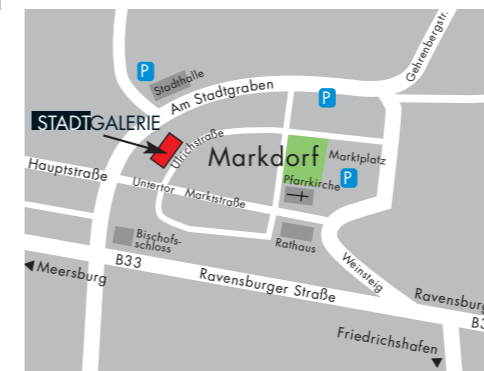 Gehrenbergstr.
P
Stadthalle
Am Stadtgraben
P
STADTGALERIE
Ulrichstraße
Markdorf
Marktplatz
Hauptstraße
Pfarrkirche
P
Untertor
Marktstraße
Bischofs-
schloss
Rathaus
B33
Weinsteig
Meersburg
Ravensburger Straße
Ravensburg
B3
Friedrichshafen